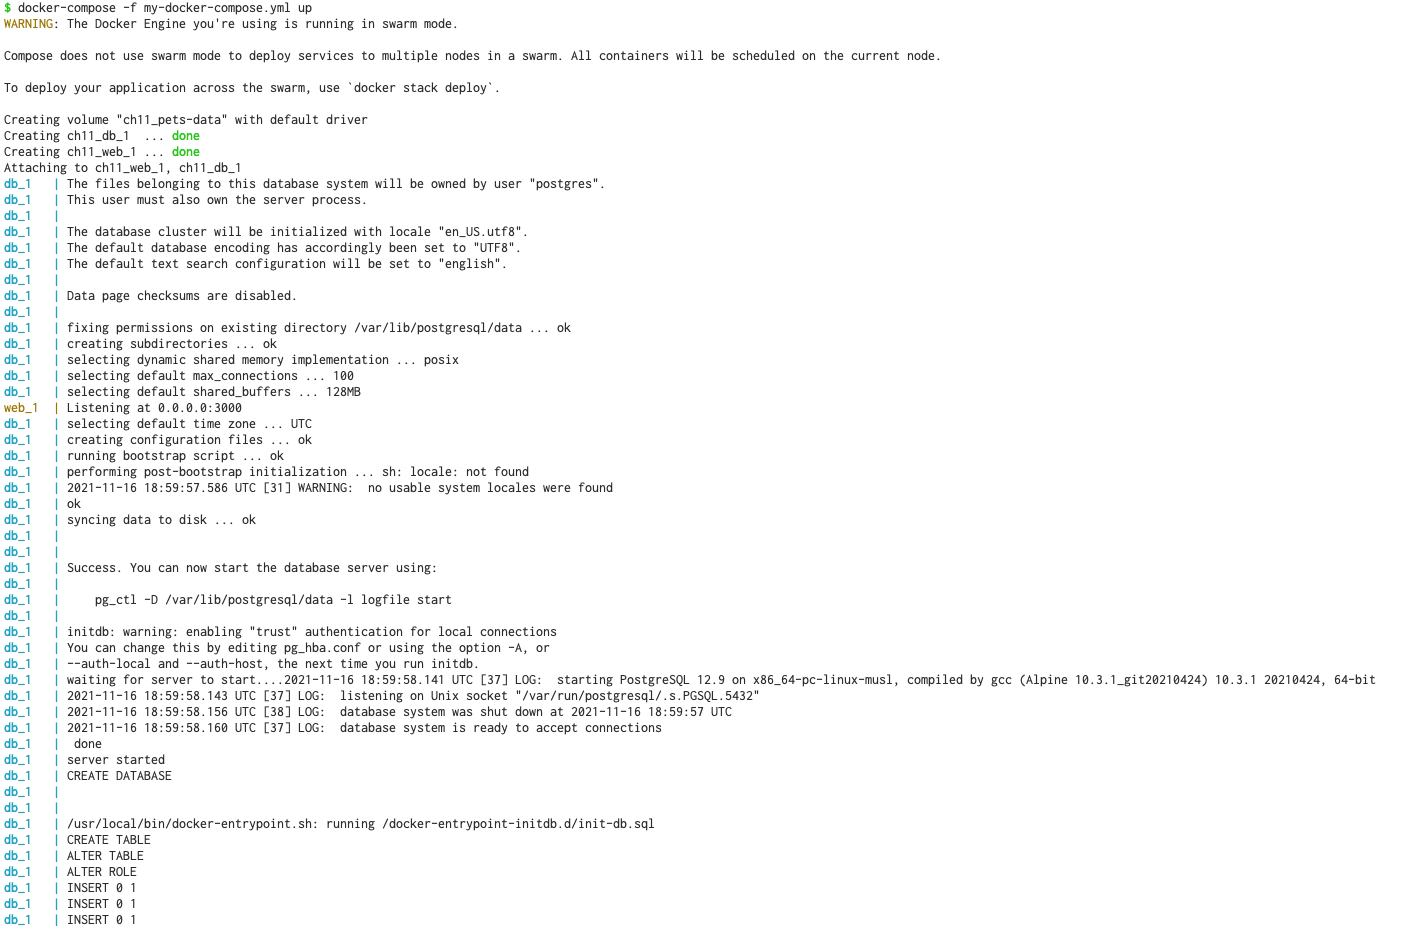 $ docker-compose -f my-docker-compose.yml up
WARNING: The Docker Engine you're using is running in swarm mode.
Compose does not use swarm mode to deploy services to multiple nodes in a swarm. All containers will be scheduled on the current node.
To deploy your application across the swarm, use `docker stack deploy`.
Creating volume "ch11_pets-data" with default driver
Creating ch11_db_1  ... done
Creating ch11_web_1 ... done
Attaching to ch11_web_1, ch11_db_1
db_1   | The files belonging to this database system will be owned by user "postgres".
db_1   | This user must also own the server process.
db_1   |
db_1   | The database cluster will be initialized with locale "en_US.utf8".
db_1   | The default database encoding has accordingly been set to "UTF8".
db_1   | The default text search configuration will be set to "english".
db_1   |
db_1   | Data page checksums are disabled.
db_1   |
db_1   | fixing permissions on existing directory /var/lib/postgresql/data ... ok
db_1   | creating subdirectories ... ok
db_1   | selecting dynamic shared memory implementation ... posix
db_1   | selecting default max_connections ... 100
db_1   | selecting default shared_buffers ... 128MB
web_1  | Listening at 0.0.0.0:3000
db_1   | selecting default time zone ... UTC
db_1   | creating configuration files ... ok
db_1   | running bootstrap script ... ok
db_1   | performing post-bootstrap initialization ... sh: locale: not found
db_1   | 2021-11-16 18:59:57.586 UTC [31] WARNING:  no usable system locales were found
db_1   | ok
db_1   | syncing data to disk ... ok
db_1   |
db_1   |
db_1   | Success. You can now start the database server using:
db_1   |
db_1   |     pg_ctl -D /var/lib/postgresql/data -l logfile start
db_1   |
db_1   | initdb: warning: enabling "trust" authentication for local connections
db_1   | You can change this by editing pg_hba.conf or using the option -A, or
db_1   | --auth-local and --auth-host, the next time you run initdb.
db_1   | waiting for server to start....2021-11-16 18:59:58.141 UTC [37] LOG:  starting PostgreSQL 12.9 on x86_64-pc-linux-musl, compiled by gcc (Alpine 10.3.1_git20210424) 10.3.1 20210424, 64-bit
db_1   | 2021-11-16 18:59:58.143 UTC [37] LOG:  listening on Unix socket "/var/run/postgresql/.s.PGSQL.5432"
db_1   | 2021-11-16 18:59:58.156 UTC [38] LOG:  database system was shut down at 2021-11-16 18:59:57 UTC
db_1   | 2021-11-16 18:59:58.160 UTC [37] LOG:  database system is ready to accept connections
db_1   |  done
db_1   | server started
db_1   | CREATE DATABASE
db_1   |
db_1   |
db_1   | /usr/local/bin/docker-entrypoint.sh: running /docker-entrypoint-initdb.d/init-db.sql
db_1   | CREATE TABLE
db_1   | ALTER TABLE
db_1   | ALTER ROLE
db_1   | INSERT 0 1
db_1   | INSERT 0 1
db_1   | INSERT 0 1